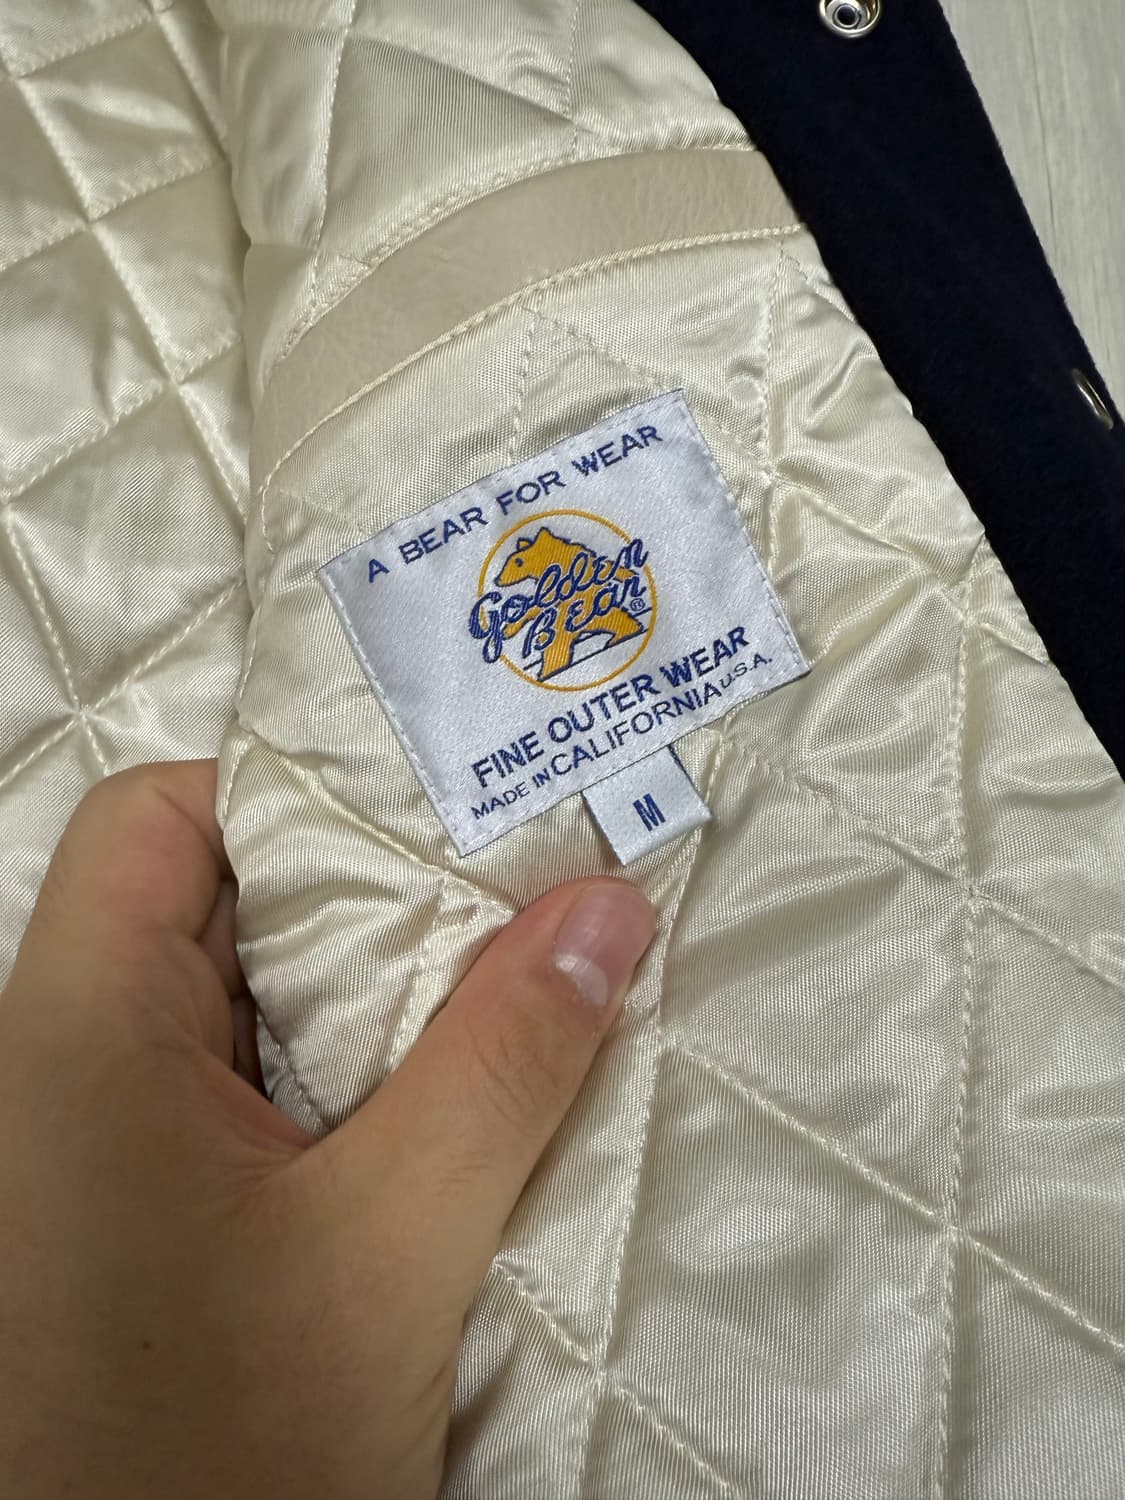 A BEAR FOR WEAR
Golden
BEar®
FINE OUTER WEAR
MADE IN CALIFORNIA U.S.A.
M